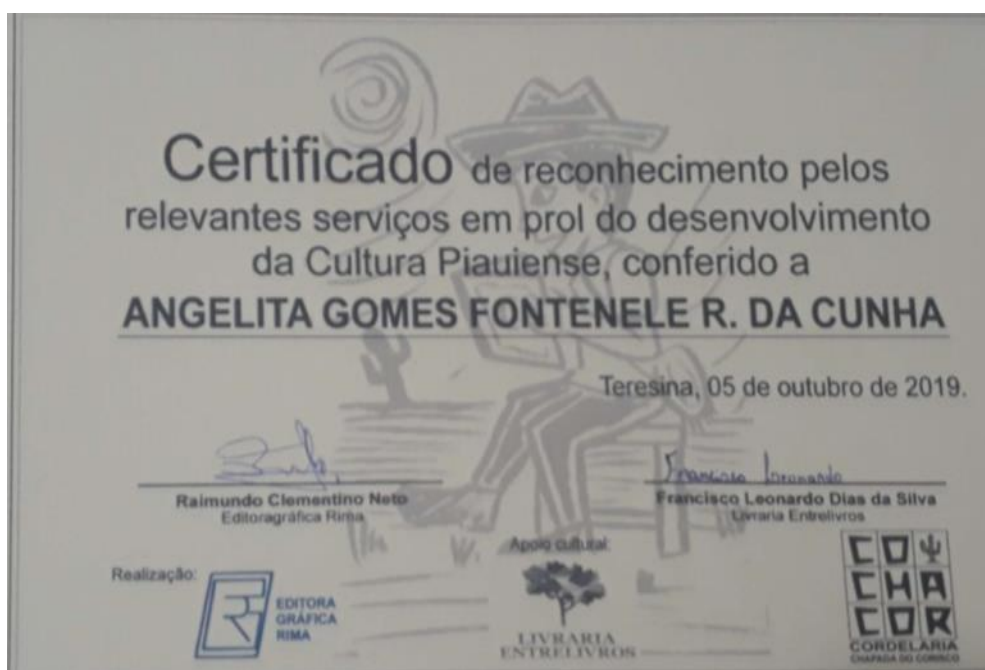 Certificado de reconhecimento pelos
relevantes serviços em prol do desenvolvimento
da Cultura Piauiense, conferido a
ANGELITA GOMES FONTENELE R. DA CUNHA
Teresina, 05 de outubro de 2019.
Francisco Leonardo
Raimundo Clementino Neto
Editoragráfica Rima
Francisco Leonardo Dias da Silva
Livraria Entrelivros
Realização:
EDITORA
GRÁFICA
RIMA
Apoio cultural:
LIVRARIA
ENTRELIVROS
CO
CHA
COR
CORDELARIA
CHAPADA DO CORISCO